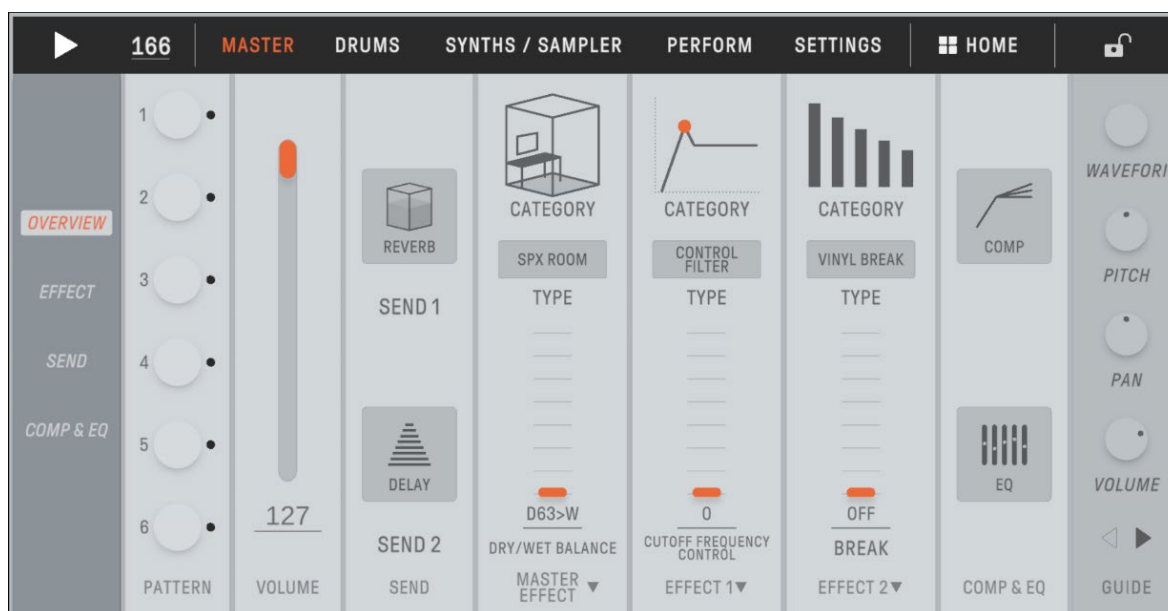 166
MASTER
DRUMS
SYNTHS / SAMPLER
PERFORM
SETTINGS
HOME
OVERVIEW
EFFECT
SEND
COMP & EQ
1
2
3
4
5
6
PATTERN
127
VOLUME
REVERB
SEND 1
DELAY
SEND 2
SEND
CATEGORY
SPX ROOM
TYPE
D63>W
DRY/WET BALANCE
MASTER
EFFECT
CATEGORY
CONTROL
FILTER
TYPE
0
CUTOFF FREQUENCY
CONTROL
EFFECT 1
CATEGORY
VINYL BREAK
TYPE
OFF
BREAK
EFFECT 2
COMP
EQ
COMP & EQ
WAVEFORI
PITCH
PAN
VOLUME
GUIDE